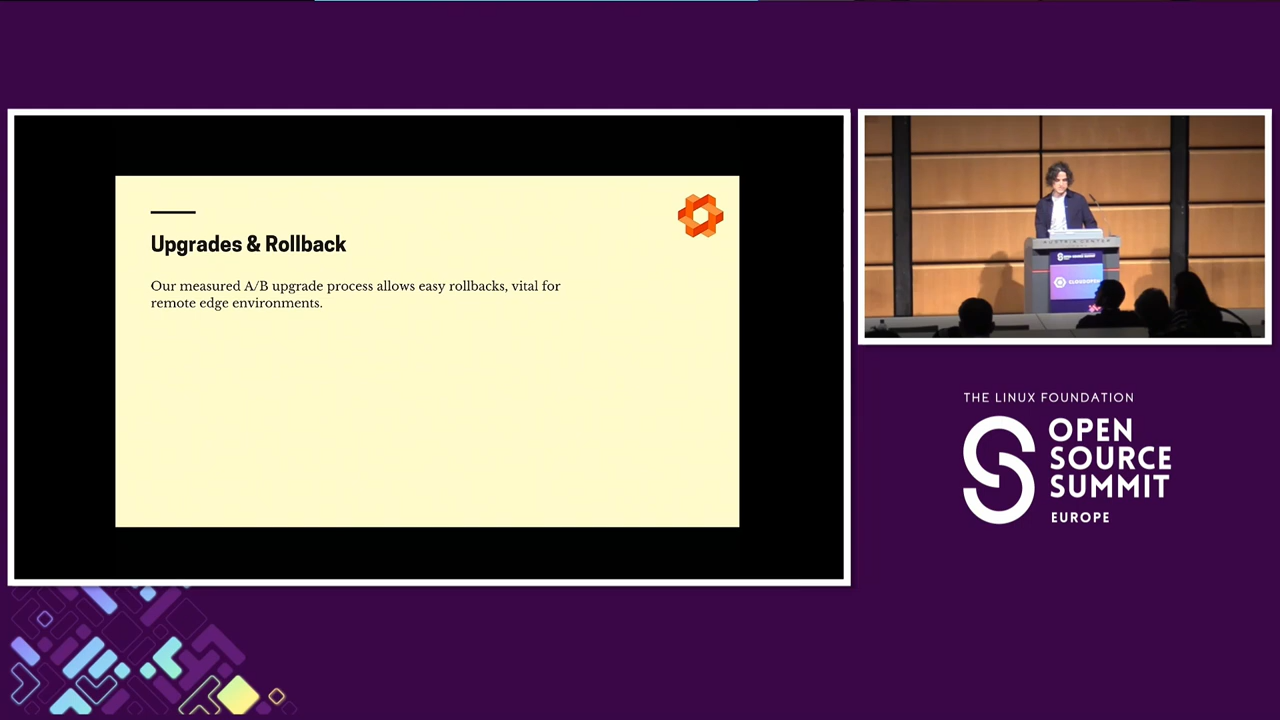 Upgrades & Rollback
Our measured A/B upgrade process allows easy rollbacks, vital for
remote edge environments.
THE LINUX FOUNDATION
OPEN
SOURCE
SUMMIT
EUROPE